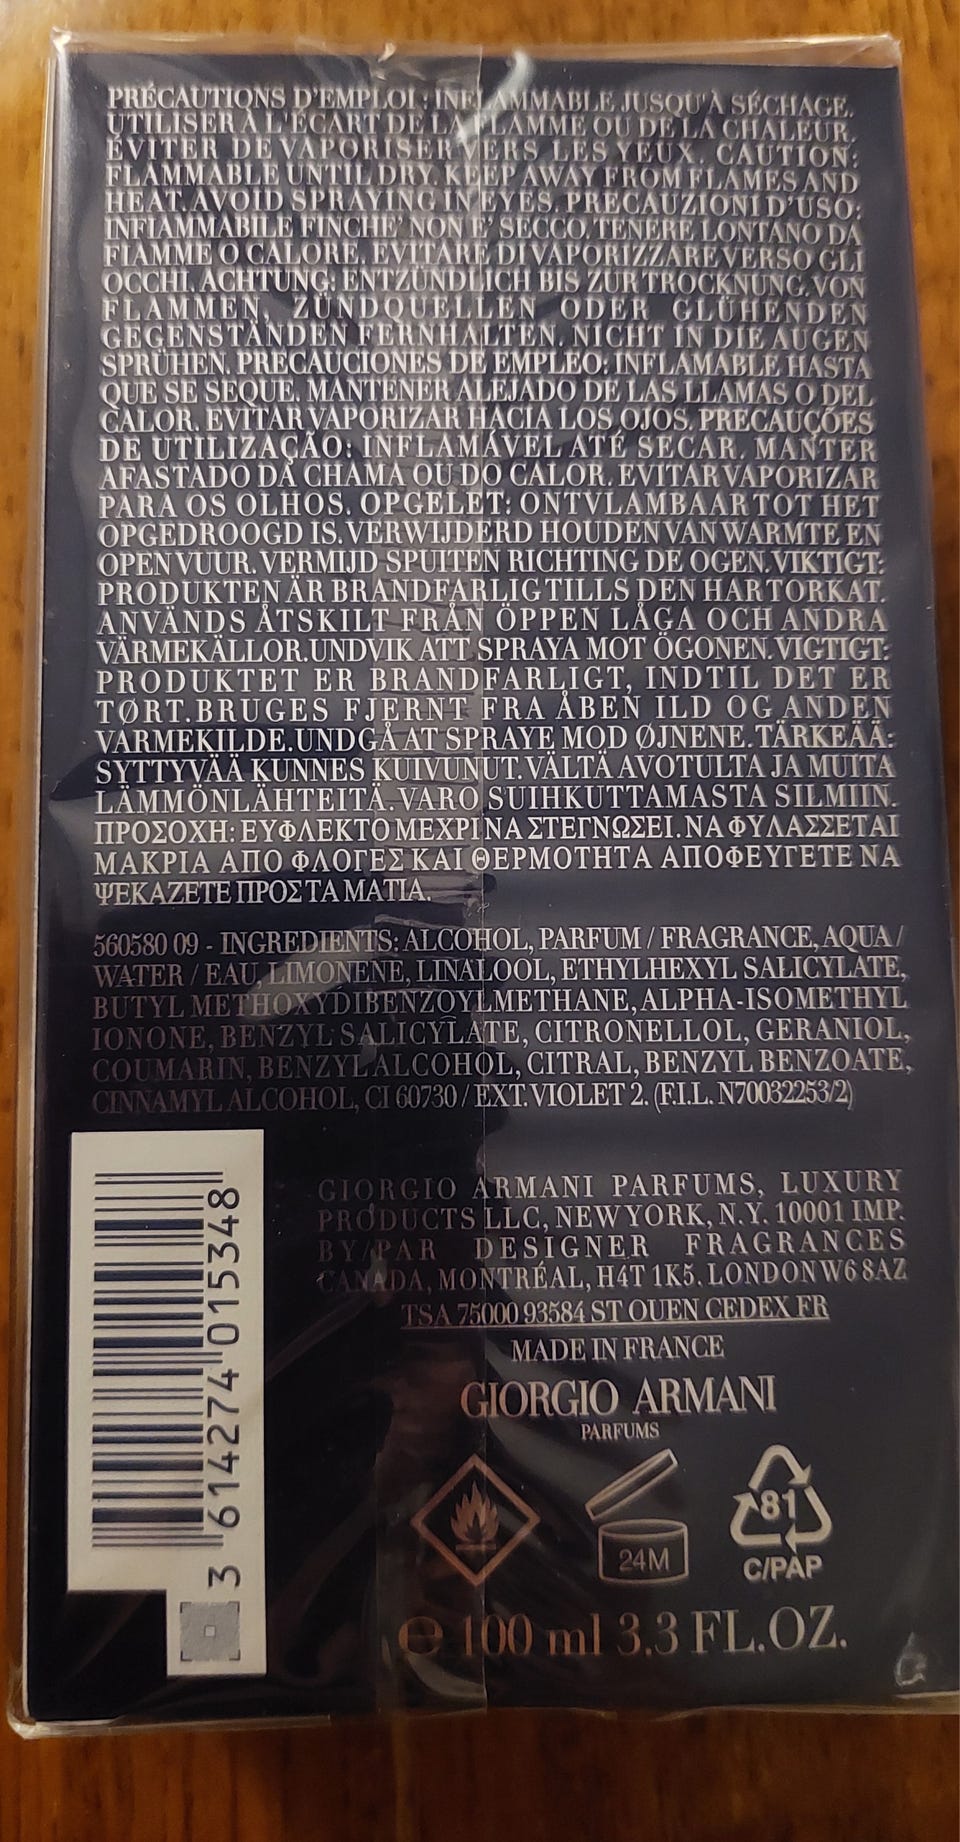 PRÉCAUTIONS D'EMPLOI : INFLAMMABLE JUSQU'À SÉCHAGE.
UTILISER À L'ÉCART DE LA FLAMME OU DE LA CHALEUR.
ÉVITER DE VAPORISER VERS LES YEUX. CAUTION:
FLAMMABLE UNTIL DRY. KEEP AWAY FROM FLAMES AND
HEAT. AVOID SPRAYING IN EYES. PRECAUZIONI D'USO:
INFIAMMABILE FINCHE' NON E' SECCO, TENERE LONTANO DA
FIAMME O CALORE, EVITARE DI VAPORIZZARE VERSO GLI
OCCHI. ACHTUNG: ENTZÜNDLICH BIS ZUR TROCKNUNG. VON
FLAMMEN, ZÜNDQUELLEN ODER GLÜHENDEN
GEGENSTÄNDEN FERNHALTEN. NICHT IN DIE AUGEN
SPRÜHEN. PRECAUCIONES DE EMPLEO: INFLAMABLE HASTA
QUE SE SEQUE. MANTENER ALEJADO DE LAS LLAMAS O DEL
CALOR. EVITAR VAPORIZAR HACIA LOS OJOS. PRECAUÇÕES
DE UTILIZAÇÃO: INFLAMÁVEL ATÉ SECAR. MANTER
AFASTADO DA CHAMA OU DO CALOR. EVITAR VAPORIZAR
PARA OS OLHOS. OPGELET: ONTVLAMBAAR TOT HET
OPGEDROOGD IS. VERWIJDERD HOUDEN VAN WARMTE EN
OPEN VUUR. VERMIJD SPUITEN RICHTING DE OGEN. VIKTIGT:
PRODUKTEN ÄR BRANDFARLIG TILLS DEN HAR TORKAT.
ANVÄNDS ÅTSKILT FRÅN ÖPPEN LÅGA OCH ANDRA
VÄRMEKÄLLOR. UNDVIK ATT SPRAYA MOT ÖGONEN. VIGTIGT:
PRODUKTET ER BRANDFARLIGT, INDTIL DET ER
TØRT. BRUGES FJERNT FRA ÅBEN ILD OG ANDEN
VARMEKILDE. UNDGÅ AT SPRAYE MOD ØJNENE. TÄRKEÄÄ:
SYTTYVÄÄ KUNNES KUIVUNUT. VÄLTÄ AVOTULTA JA MUITA
LÄMMÖNLÄHTEITÄ. VARO SUIHKUTTAMASTA SILMIIN.
ΠΡΟΣΟΧΗ: ΕΥΦΛΕΚΤΟ ΜΕΧΡΙ ΝΑ ΣΤΕΓΝΩΣΕΙ. ΝΑ ΦΥΛΑΣΣΕΤΑΙ
ΜΑΚΡΙΑ ΑΠΟ ΦΛΟΓΕΣ ΚΑΙ ΘΕΡΜΟΤΗΤΑ ΑΠΟΦΕΥΓΕΤΕ ΝΑ
ΨΕΚΑΖΕΤΕ ΠΡΟΣ ΤΑ ΜΑΤΙΑ.
560580 09 - INGREDIENTS: ALCOHOL, PARFUM / FRAGRANCE, AQUA /
WATER / EAU, LIMONENE, LINALOOL, ETHYLHEXYL SALICYLATE,
BUTYL METHOXYDIBENZOYLMETHANE, ALPHA-ISOMETHYL
IONONE, BENZYL SALICYLATE, CITRONELLOL, GERANIOL,
COUMARIN, BENZYL ALCOHOL, CITRAL, BENZYL BENZOATE,
CINNAMYL ALCOHOL, CI 60730 / EXT. VIOLET 2. (F.I.L. N70032253/2)
GIORGIO ARMANI PARFUMS, LUXURY
PRODUCTS LLC, NEW YORK, N.Y. 10001 IMP.
BY/PAR DESIGNER FRAGRANCES
CANADA, MONTRÉAL, H4T 1K5. LONDON W6 8AZ
TSA 75000 93584 ST OUEN CEDEX FR
MADE IN FRANCE
GIORGIO ARMANI
PARFUMS
3 614274 015348
24M
81
C/PAP
℮ 100 ml 3.3 FL.OZ.